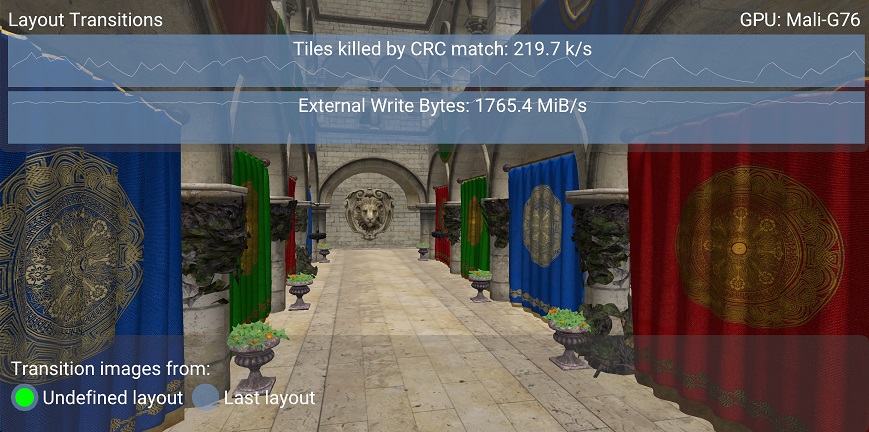 Layout Transitions
GPU: Mali-G76
Tiles killed by CRC match: 219.7 k/s
External Write Bytes: 1765.4 MiB/s
Transition images from:
Undefined layout
Last layout